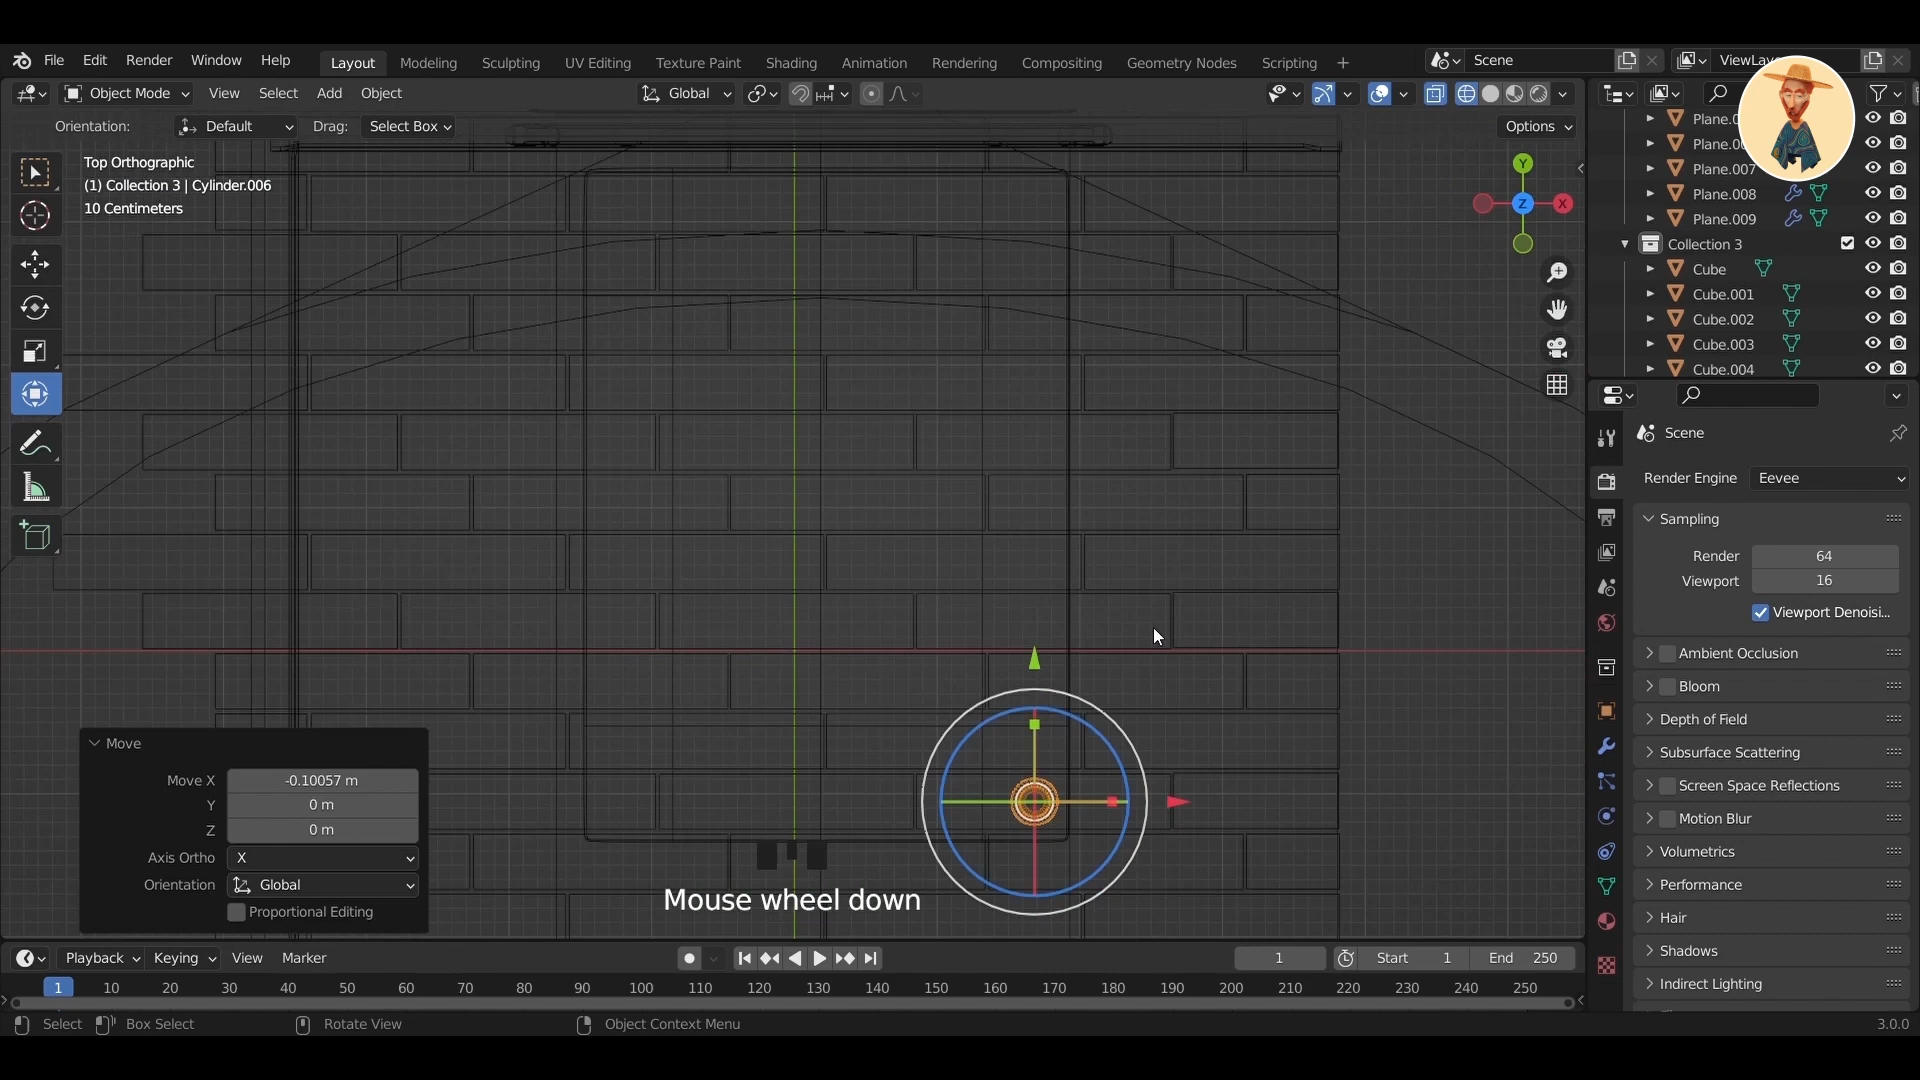 File Edit Render Window Help Layout Modeling Sculpting UV Editing Texture Paint Shading Animation Rendering Compositing Geometry Nodes Scripting + Scene
Object Mode View Select Add Object Global
Orientation: Default Drag: Select Box Options
Top Orthographic
(1) Collection 3 | Cylinder.006
10 Centimeters
Y
X
Z
Plane.007
Plane.008
Plane.009
Collection 3
Cube
Cube.001
Cube.002
Cube.003
Cube.004
Scene
Render Engine Eevee
Sampling
Render 64
Viewport 16
Viewport Denoisi...
Ambient Occlusion
Bloom
Depth of Field
Subsurface Scattering
Screen Space Reflections
Motion Blur
Volumetrics
Performance
Hair
Shadows
Indirect Lighting
Move
Move X -0.10057 m
Y 0 m
Z 0 m
Axis Ortho X
Orientation Global
Proportional Editing
Mouse wheel down
Playback Keying View Marker 1 Start 1 End 250
1 10 20 30 40 50 60 70 80 90 100 110 120 130 140 150 160 170 180 190 200 210 220 230 240 250
Select Box Select Rotate View Object Context Menu 3.0.0